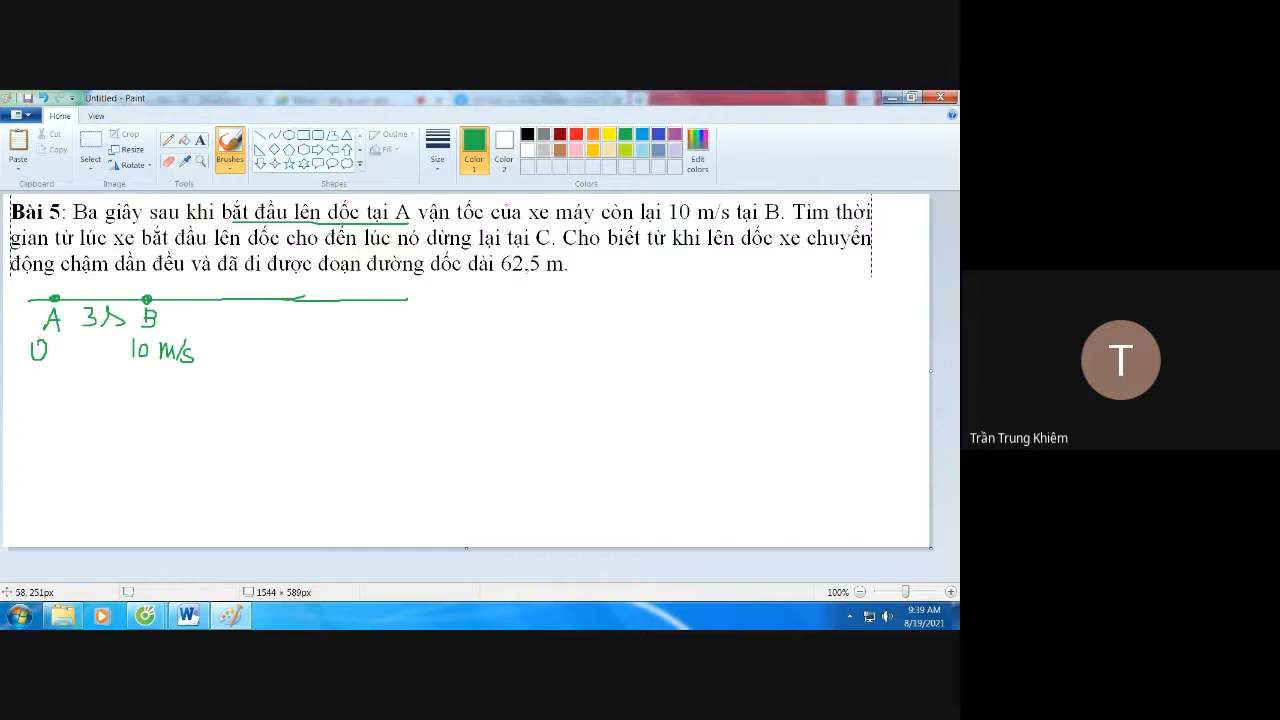 Untitled - Paint
Home View
Paste
Cut
Copy
Clipboard
Select
Crop
Resize
Rotate
Image
A
Tools
Brushes
Outline
Fill
Shapes
Size
Color 1
Color 2
Edit colors
Colors
Bài 5: Ba giây sau khi bắt đầu lên dốc tại A vận tốc của xe máy còn lại 10 m/s tại B. Tìm thời
gian từ lúc xe bắt đầu lên dốc cho đến lúc nó dừng lại tại C. Cho biết từ khi lên dốc xe chuyển
động chậm dần đều và đã đi được đoạn đường dốc dài 62,5 m.
A 3s B
10 m/s
T
Trần Trung Khiêm
58, 251px
1544 × 589px
100%
9:39 AM
8/19/2021